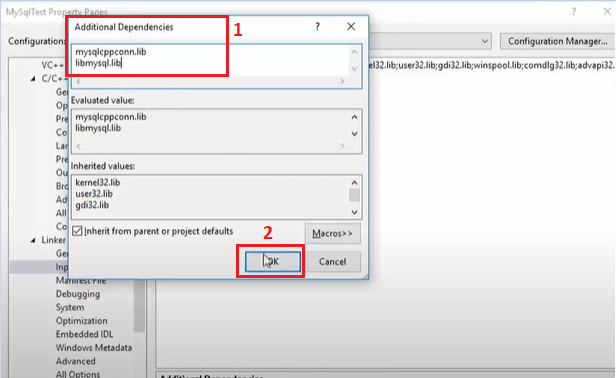 MySqlTest Property Pages
? ×
Configuration:
Configuration Manager...
Additional Dependencies
? ×
1
mysqlcppconn.lib
libmysql.lib
Evaluated value:
mysqlcppconn.lib
libmysql.lib
Inherited values:
kernel32.lib
user32.lib
gdi32.lib
Inherit from parent or project defaults
Macros>>
2
OK
Cancel
VC++
C/C++
Ge
Op
Pre
Co
La
Pre
Ou
Bro
Ad
All
Co
Linker
Ge
Inp
Manifest File
Debugging
System
Optimization
Embedded IDL
Windows Metadata
Advanced
All Options
el32.lib;user32.lib;gdi32.lib;winspool.lib;comdlg32.lib;advapi32.
Additional Dependencies